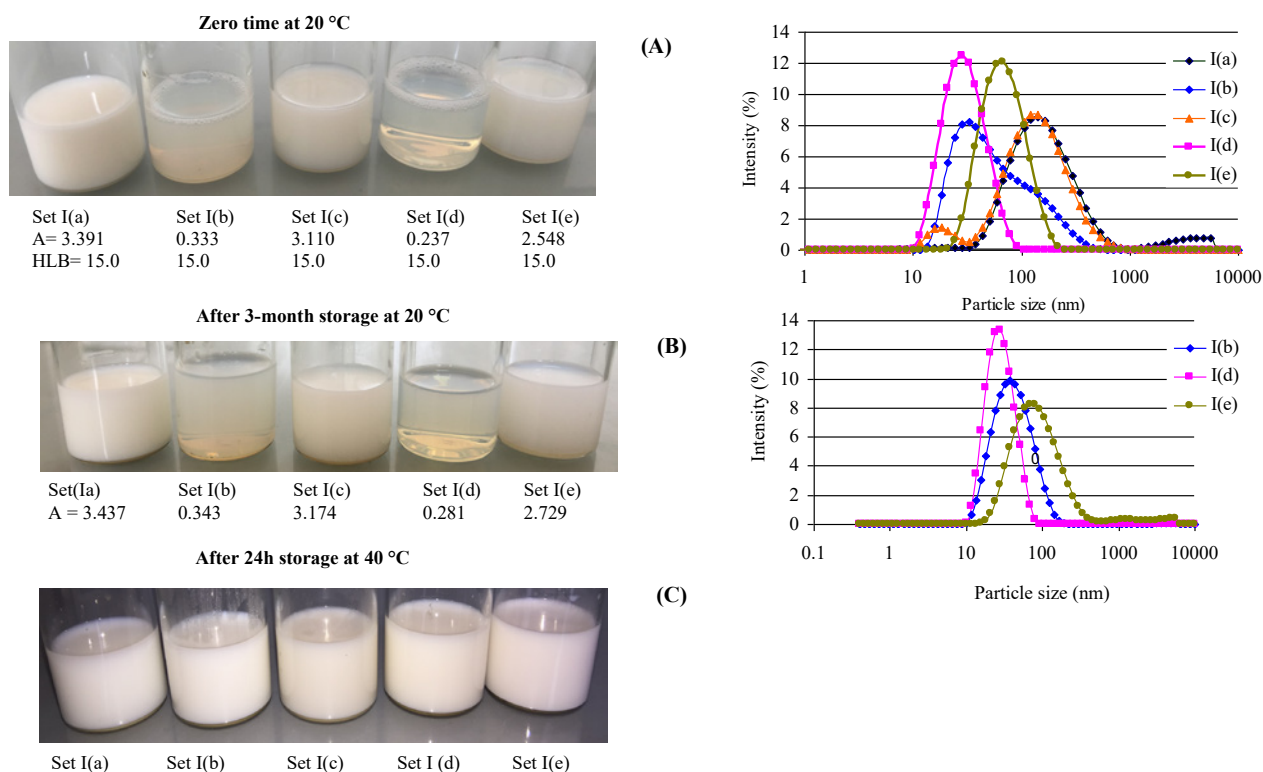 Zero time at 20 °C
(A)
Set I(a) Set I(b) Set I(c) Set I(d) Set I(e)
A= 3.391 0.333 3.110 0.237 2.548
HLB= 15.0 15.0 15.0 15.0 15.0
14
12
10
8
6
4
2
0
Intensity (%)
1 10 100 1000 10000
Particle size (nm)
I(a)
I(b)
I(c)
I(d)
I(e)
After 3-month storage at 20 °C
(B)
Set(Ia) Set I(b) Set I(c) Set I(d) Set I(e)
A = 3.437 0.343 3.174 0.281 2.729
14
12
10
8
6
4
2
0
Intensity (%)
0
0.1 1 10 100 1000 10000
Particle size (nm)
I(b)
I(d)
I(e)
After 24h storage at 40 °C
(C)
Set I(a) Set I(b) Set I(c) Set I (d) Set I(e)